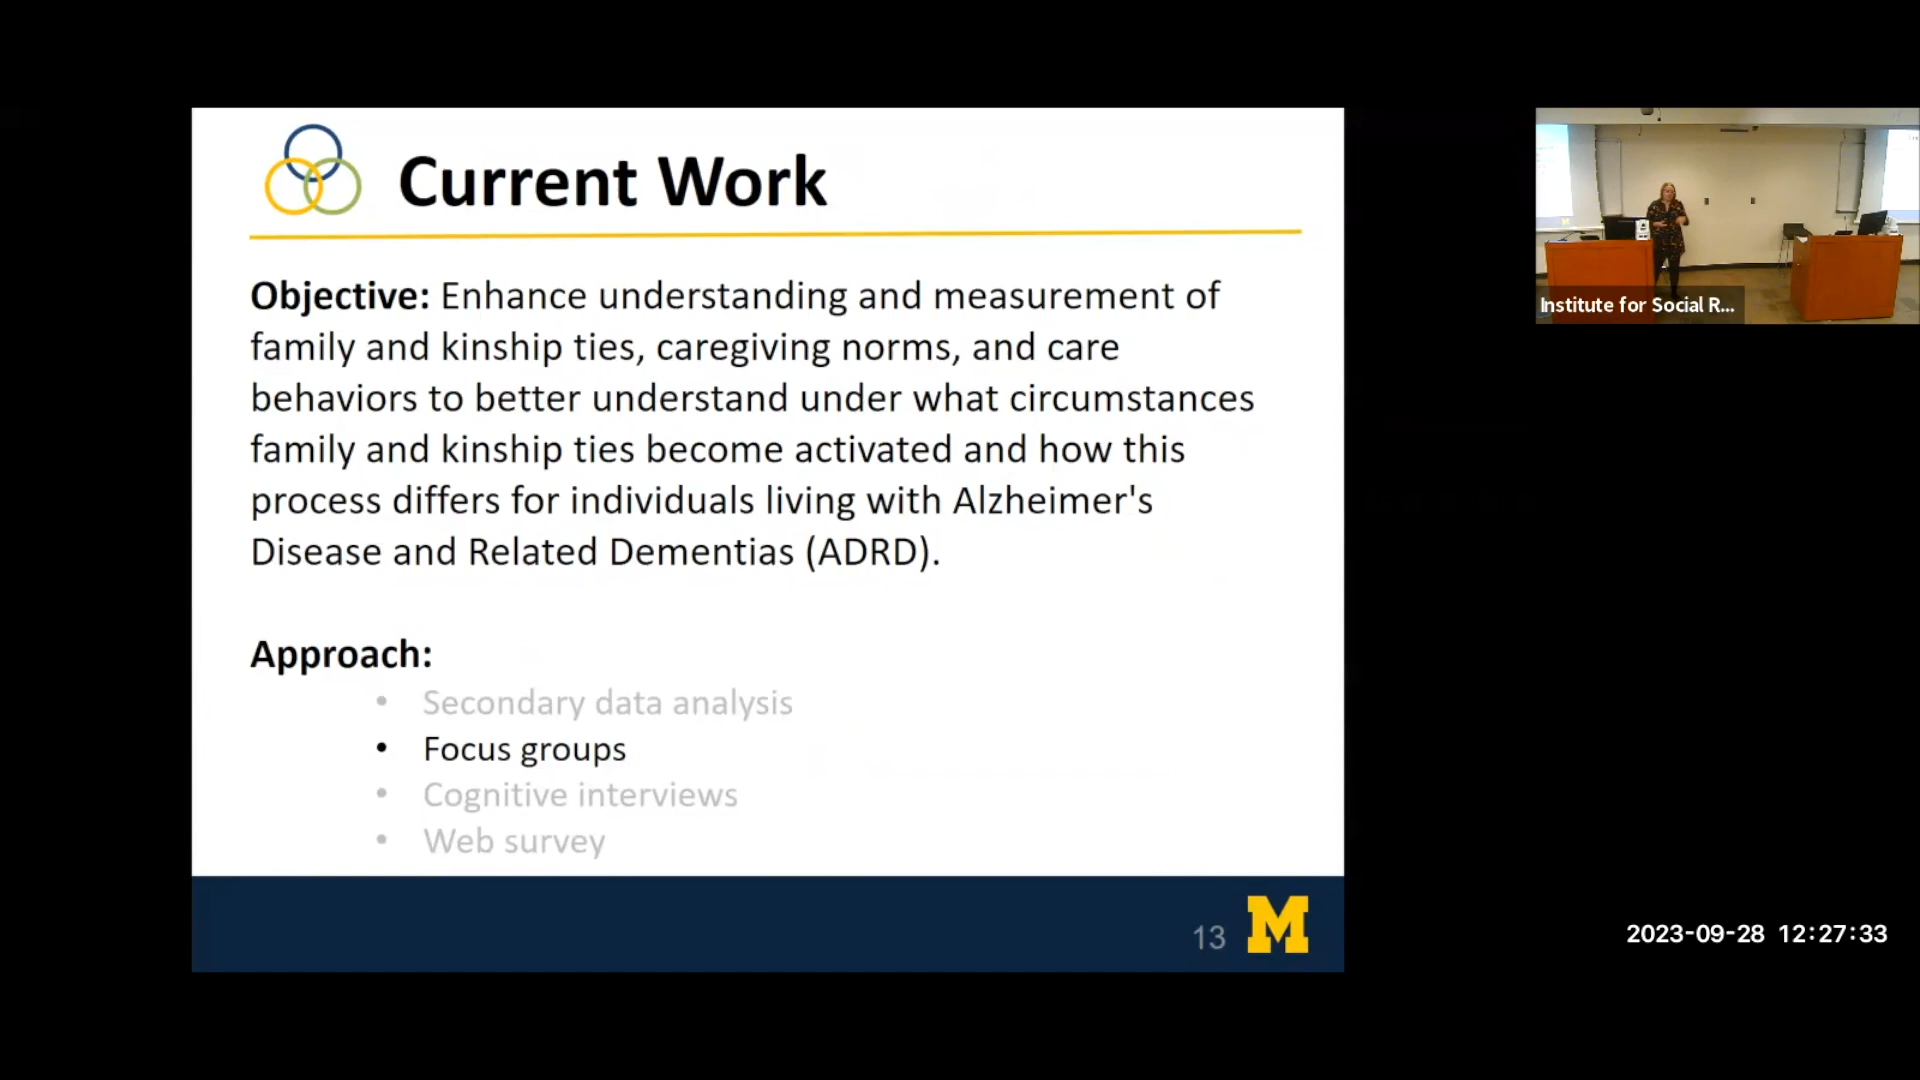 Current Work
Objective: Enhance understanding and measurement of
family and kinship ties, caregiving norms, and care
behaviors to better understand under what circumstances
family and kinship ties become activated and how this
process differs for individuals living with Alzheimer's
Disease and Related Dementias (ADRD).
Approach:
• Secondary data analysis
• Focus groups
• Cognitive interviews
• Web survey
13
M
Institute for Social R...
2023-09-28 12:27:33